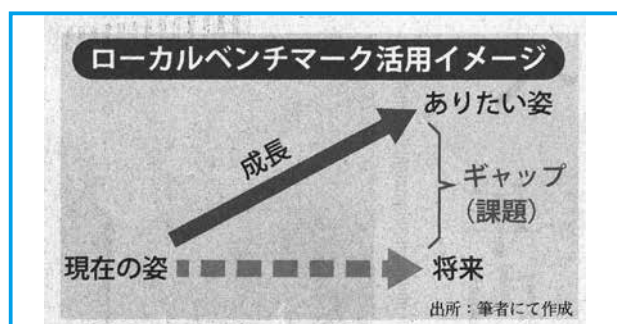 ローカルベンチマーク活用イメージ
ありたい姿
成長
ギャップ
(課題)
現在の姿
将来
出所：筆者にて作成